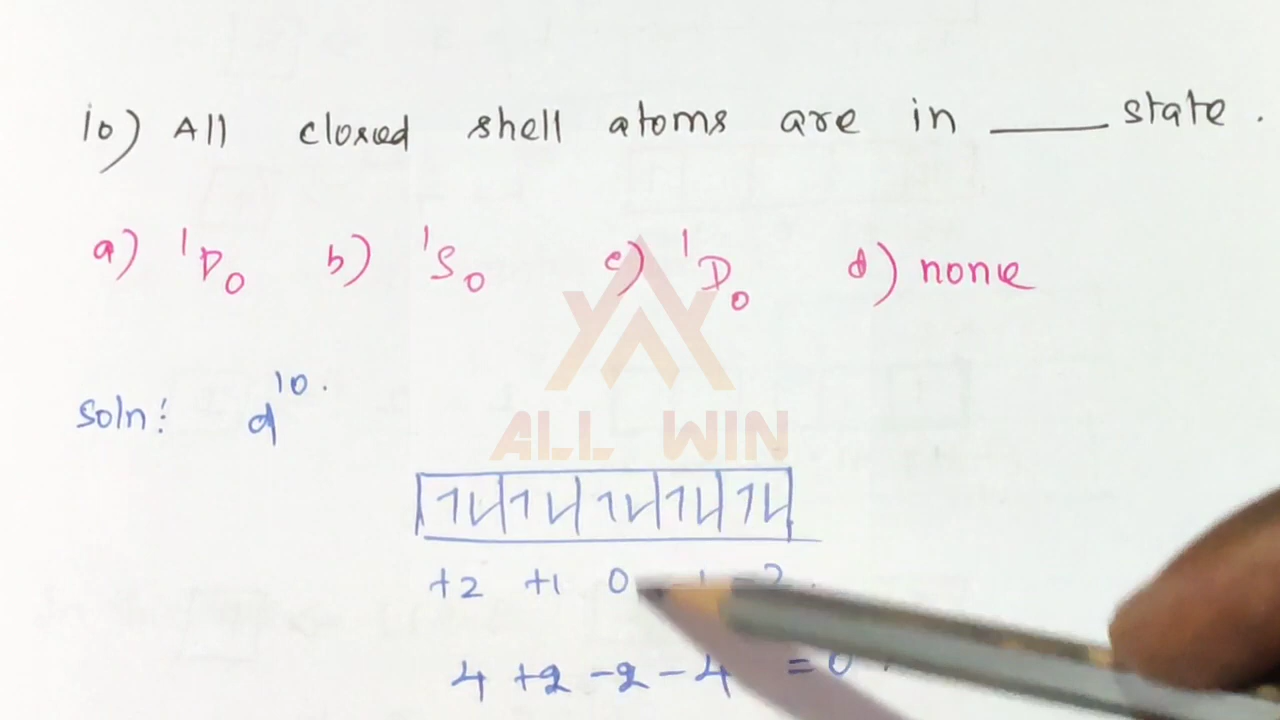 10) All closed shell atoms are in ____ state.
a) ¹P₀ b) ¹S₀ c) ¹D₀ d) none
ALL WIN
Soln: d¹⁰.
+2 +1 0
4 +2 -2 -4 = 0